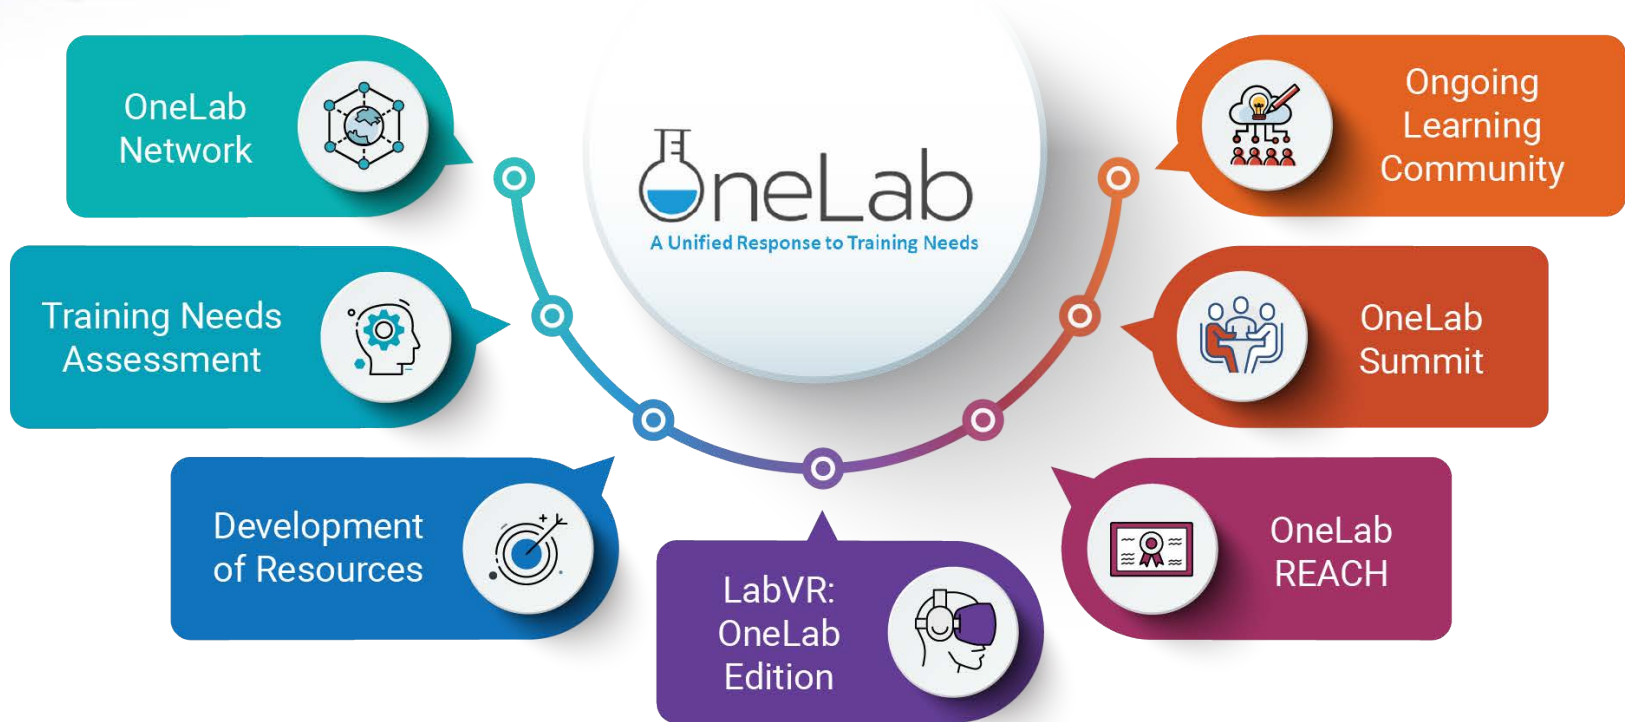 OneLab
A Unified Response to Training Needs
OneLab
Network
Training Needs
Assessment
Development
of Resources
LabVR:
OneLab
Edition
OneLab
REACH
OneLab
Summit
Ongoing
Learning
Community